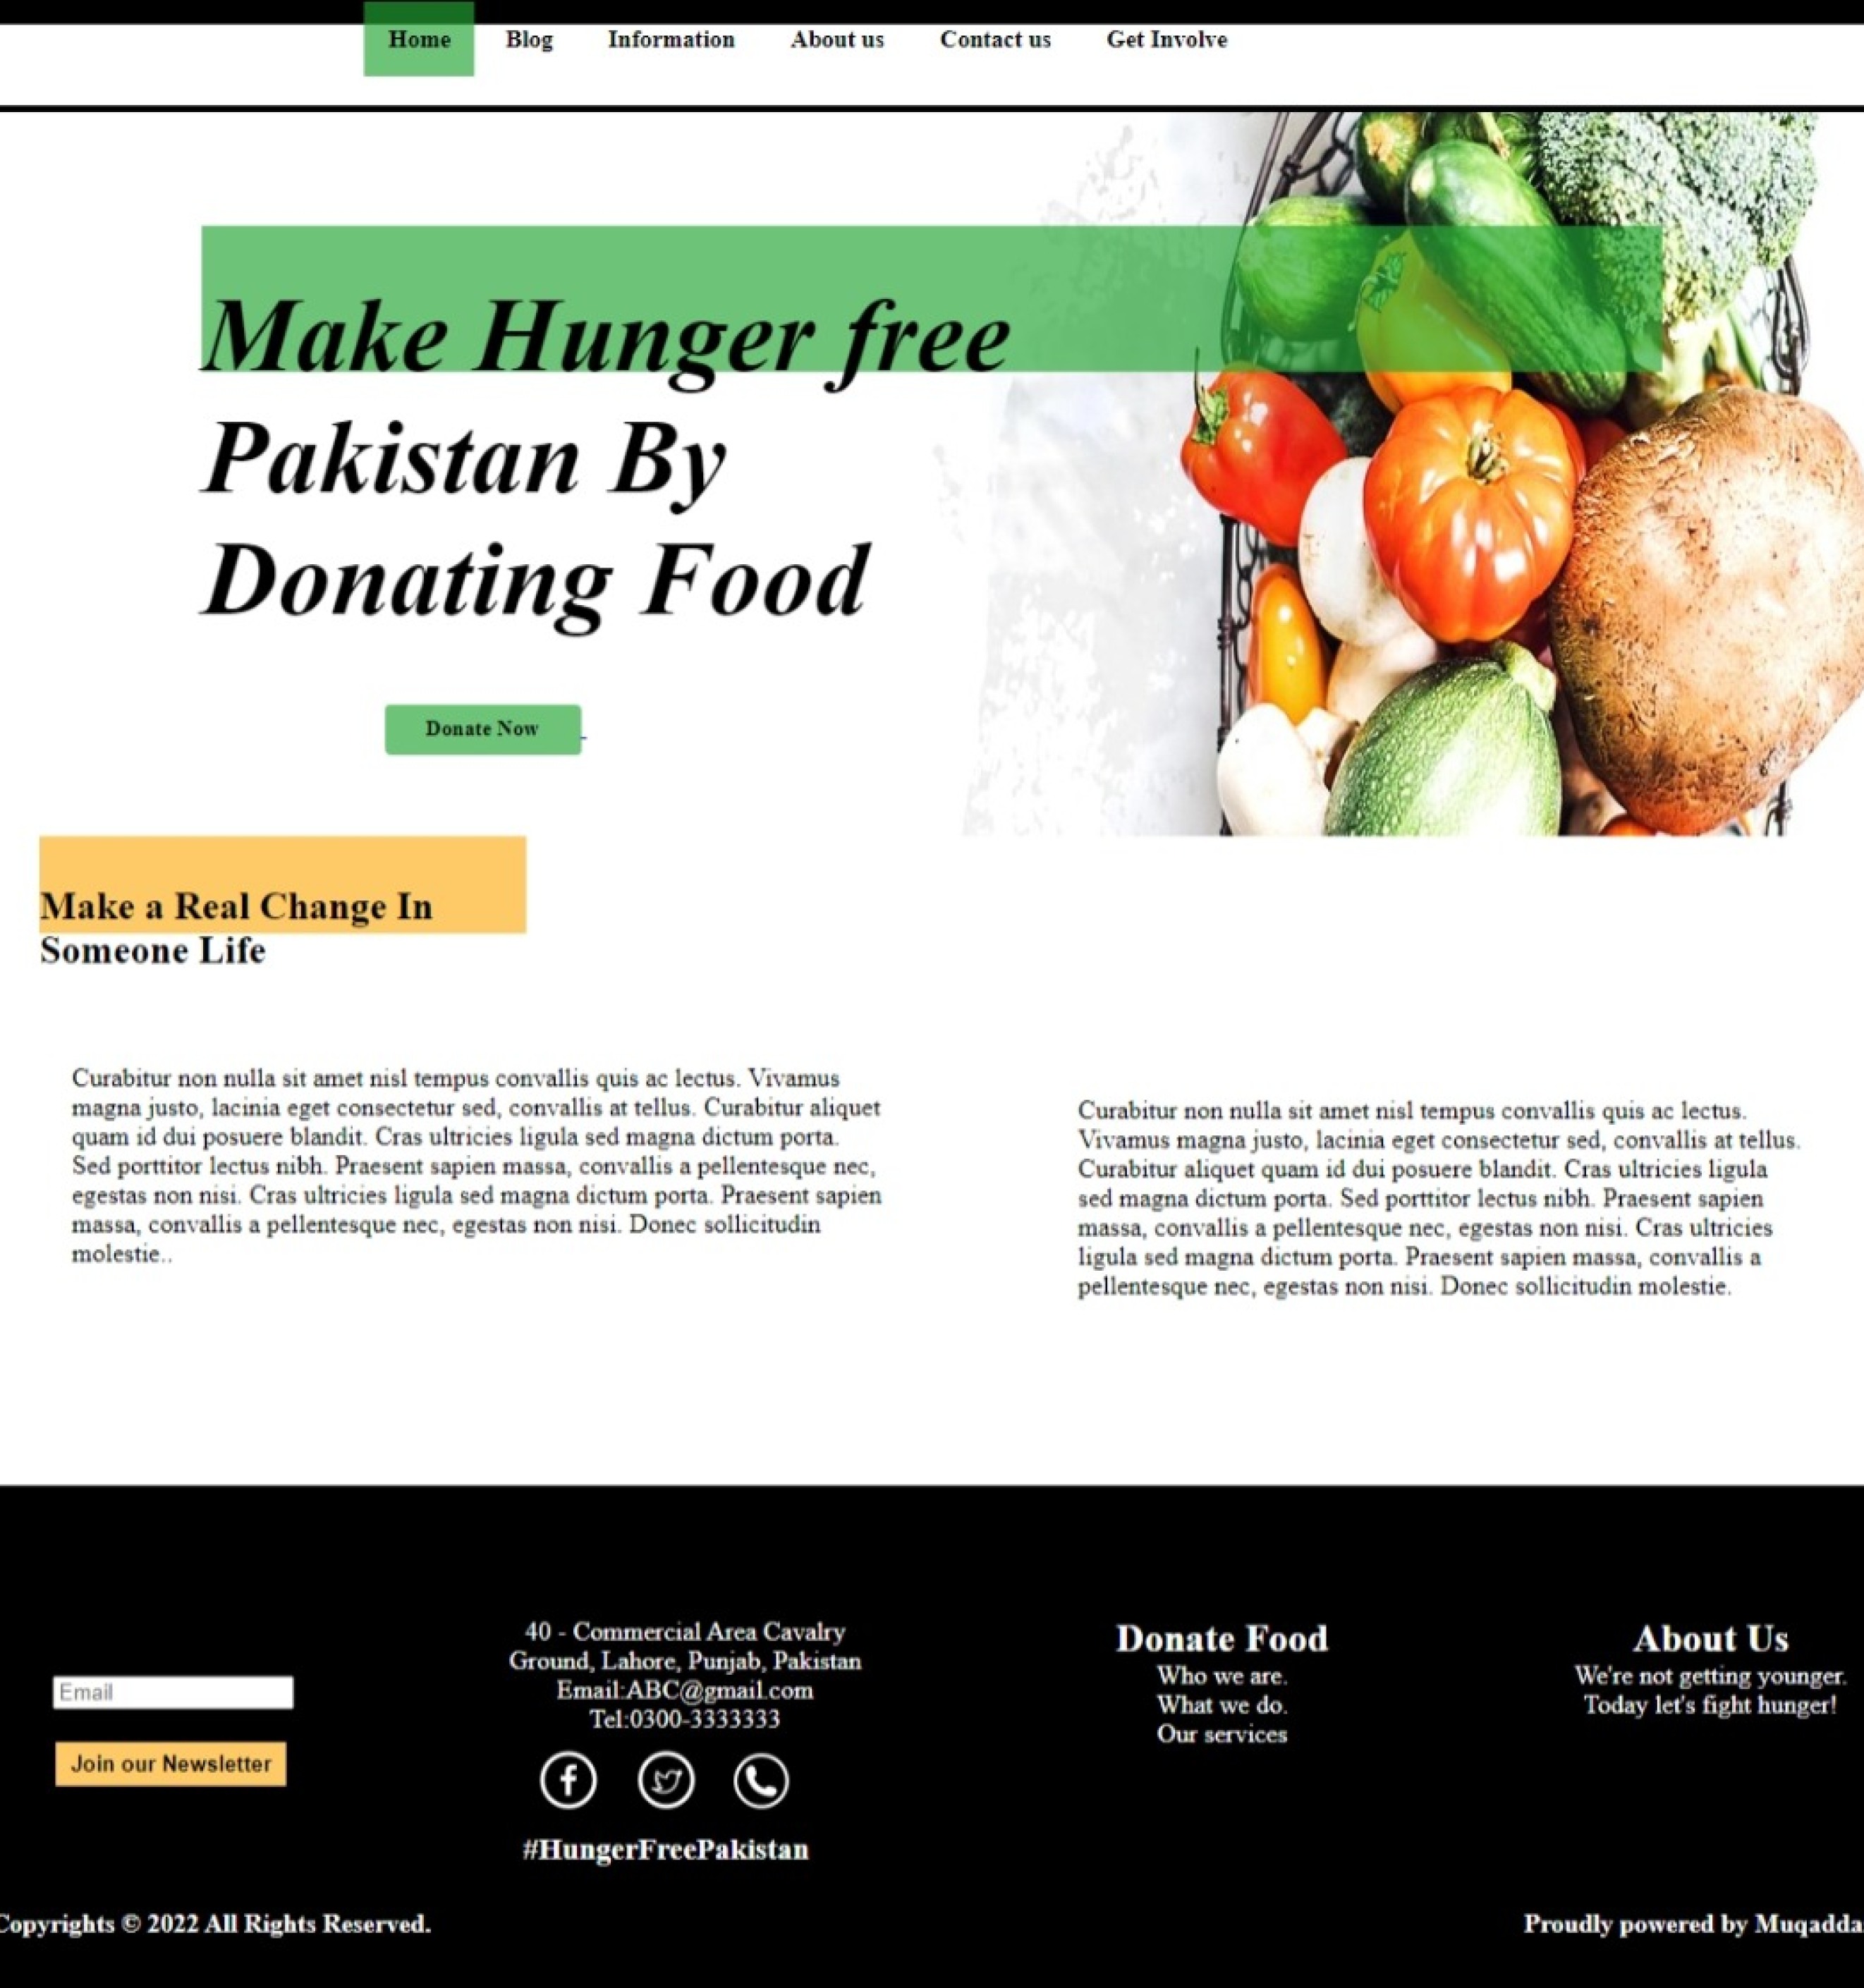 Home Blog Information About us Contact us Get Involve
Make Hunger free
Pakistan By
Donating Food
Donate Now
Make a Real Change In
Someone Life
Curabitur non nulla sit amet nisl tempus convallis quis ac lectus. Vivamus
magna justo, lacinia eget consectetur sed, convallis at tellus. Curabitur aliquet
quam id dui posuere blandit. Cras ultricies ligula sed magna dictum porta.
Sed porttitor lectus nibh. Praesent sapien massa, convallis a pellentesque nec,
egestas non nisi. Cras ultricies ligula sed magna dictum porta. Praesent sapien
massa, convallis a pellentesque nec, egestas non nisi. Donec sollicitudin
molestie..
Curabitur non nulla sit amet nisl tempus convallis quis ac lectus.
Vivamus magna justo, lacinia eget consectetur sed, convallis at tellus.
Curabitur aliquet quam id dui posuere blandit. Cras ultricies ligula
sed magna dictum porta. Sed porttitor lectus nibh. Praesent sapien
massa, convallis a pellentesque nec, egestas non nisi. Cras ultricies
ligula sed magna dictum porta. Praesent sapien massa, convallis a
pellentesque nec, egestas non nisi. Donec sollicitudin molestie.
Email
Join our Newsletter
40 - Commercial Area Cavalry
Ground, Lahore, Punjab, Pakistan
Email:ABC@gmail.com
Tel:0300-3333333
#HungerFreePakistan
Donate Food
Who we are.
What we do.
Our services
About Us
We're not getting younger.
Today let's fight hunger!
Copyrights © 2022 All Rights Reserved.
Proudly powered by Muqadda